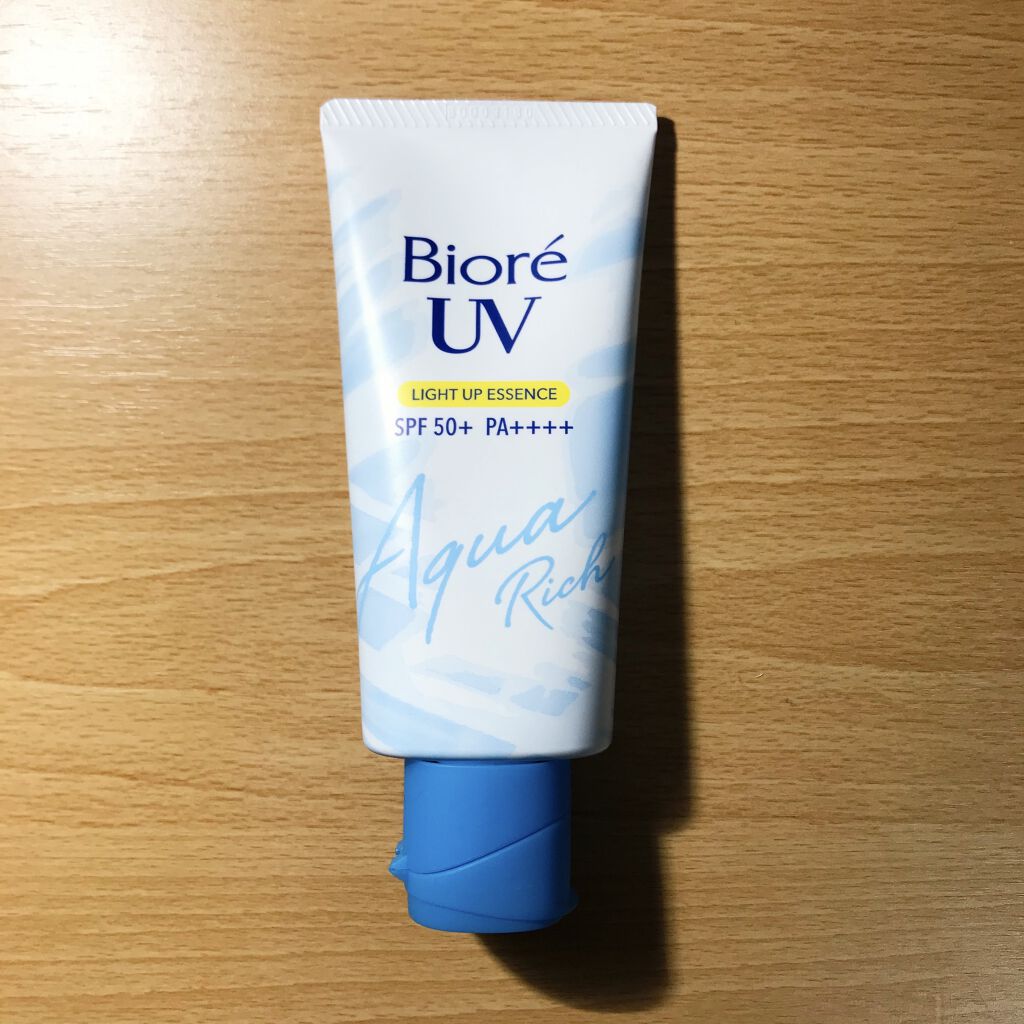 Bioré
UV
LIGHT UP ESSENCE
SPF 50+ PA++++
Aqua
Rich